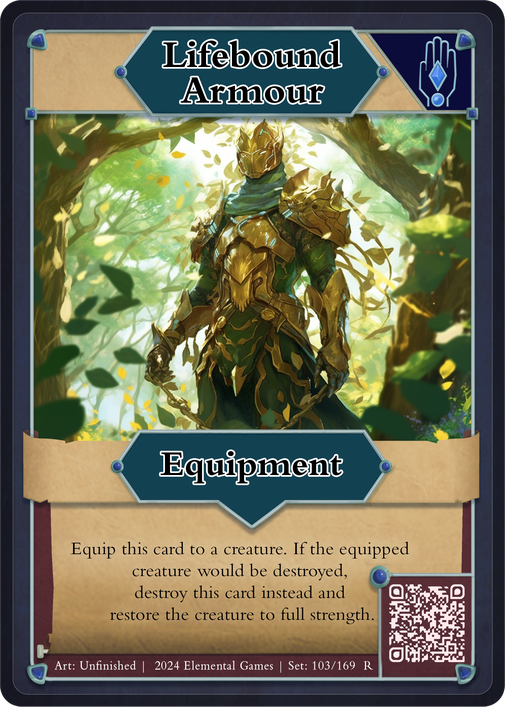 Lifebound
Armour
Equipment
Equip this card to a creature. If the equipped
creature would be destroyed,
destroy this card instead and
restore the creature to full strength.
Art: Unfinished | 2024 Elemental Games | Set: 103/169 R